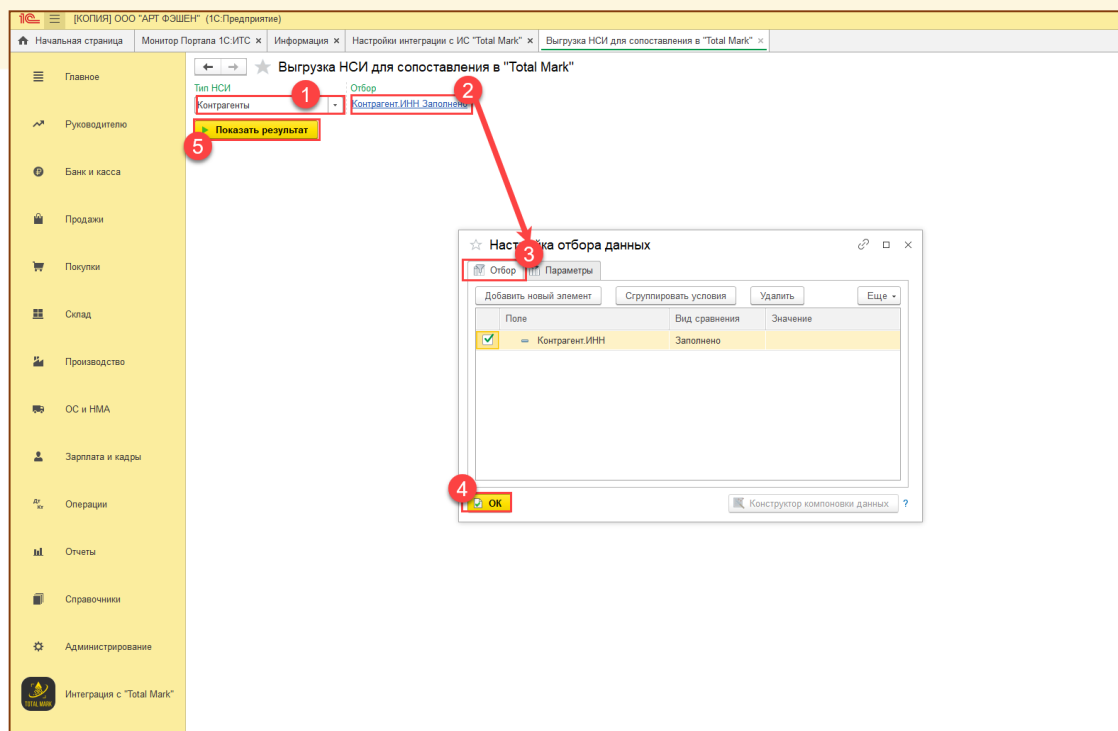 [КОПИЯ] ООО "АРТ ФЭШЕН" (1С:Предприятие)
Начальная страница Монитор Портала 1С:ИТС × Информация × Настройки интеграции с ИС "Total Mark" × Выгрузка НСИ для сопоставления в "Total Mark" ×
Выгрузка НСИ для сопоставления в "Total Mark"
Тип НСИ Отбор
Контрагенты 1 Контрагент.ИНН Заполнено 2
Показать результат
5
Главное
Руководителю
Банк и касса
Продажи
Покупки
Склад
Производство
ОС и НМА
Зарплата и кадры
Дт Кт Операции
Отчеты
Справочники
Администрирование
TOTAL MARK Интеграция с "Total Mark"
отбора данных
3
Отбор Параметры
Добавить новый элемент Сгруппировать условия Удалить Еще
Поле Вид сравнения Значение
Контрагент.ИНН Заполнено
4
ОК Конструктор компоновки данных ?